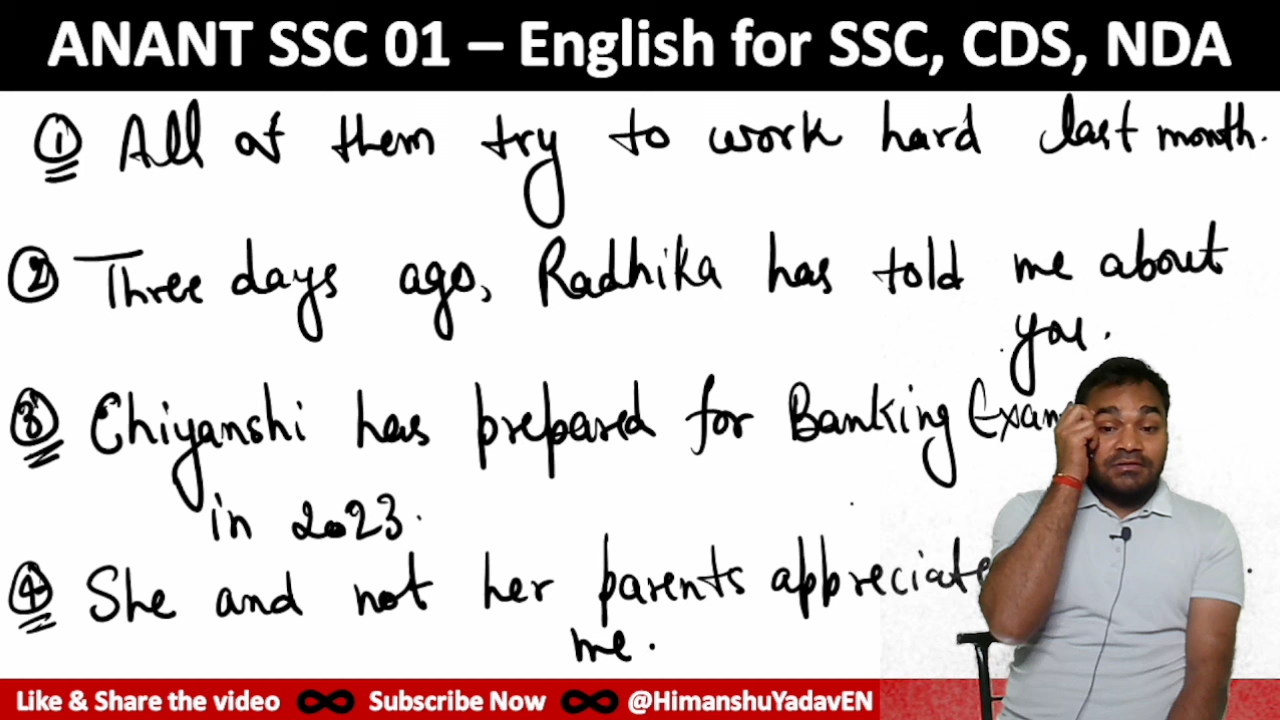 ANANT SSC 01 – English for SSC, CDS, NDA
① All of them try to work hard last month.
② Three days ago, Radhika has told me about
you.
③ Chiyanshi has prepared for Banking Exam
in 2023.
④ She and not her parents appreciate
me.
Like & Share the video Subscribe Now @HimanshuYadavEN